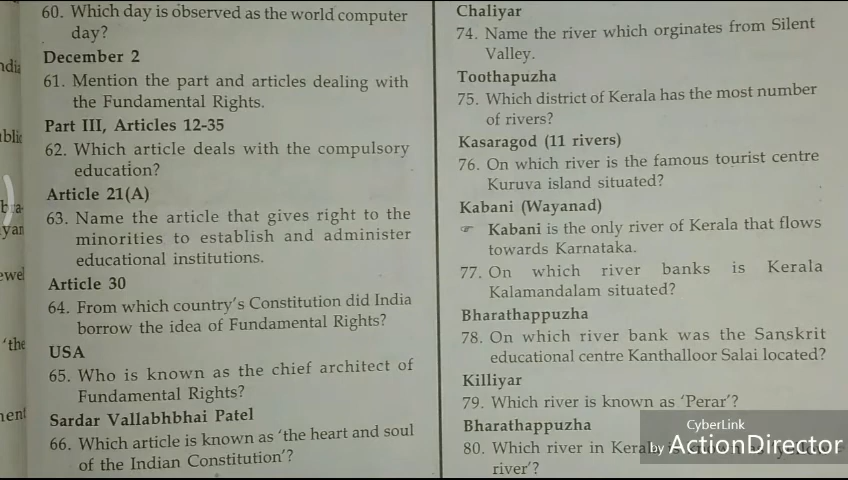 60. Which day is observed as the world computer
day?
December 2
61. Mention the part and articles dealing with
the Fundamental Rights.
Part III, Articles 12-35
62. Which article deals with the compulsory
education?
Article 21(A)
63. Name the article that gives right to the
minorities to establish and administer
educational institutions.
Article 30
64. From which country's Constitution did India
borrow the idea of Fundamental Rights?
USA
65. Who is known as the chief architect of
Fundamental Rights?
Sardar Vallabhbhai Patel
66. Which article is known as 'the heart and soul
of the Indian Constitution'?
Chaliyar
74. Name the river which orginates from Silent
Valley.
Toothapuzha
75. Which district of Kerala has the most number
of rivers?
Kasaragod (11 rivers)
76. On which river is the famous tourist centre
Kuruva island situated?
Kabani (Wayanad)
☞ Kabani is the only river of Kerala that flows
towards Karnataka.
77. On which river banks is Kerala
Kalamandalam situated?
Bharathappuzha
78. On which river bank was the Sanskrit
educational centre Kanthalloor Salai located?
Killiyar
79. Which river is known as 'Perar'?
Bharathappuzha
80. Which river in
river'?
CyberLink
by ActionDirector